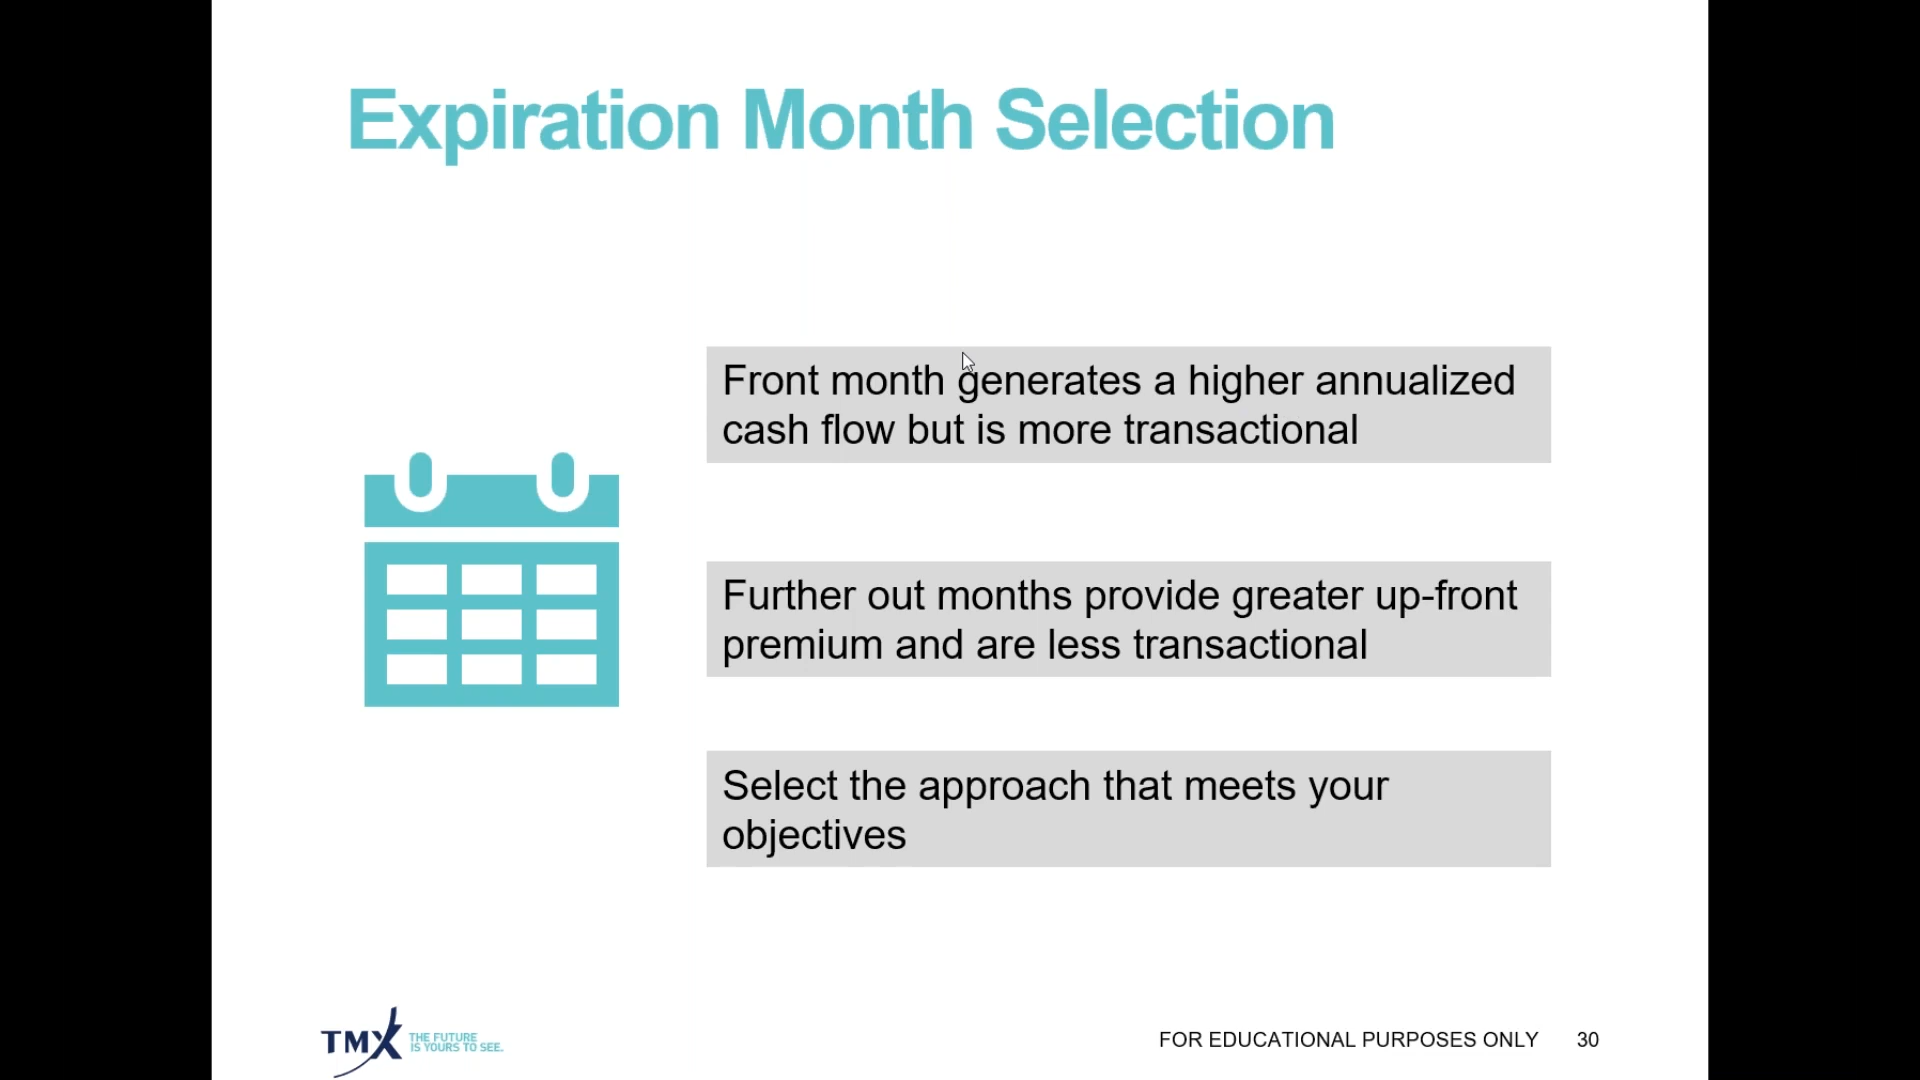 Expiration Month Selection
Front month generates a higher annualized
cash flow but is more transactional
Further out months provide greater up-front
premium and are less transactional
Select the approach that meets your
objectives
TMX
THE FUTURE
IS YOURS TO SEE.
FOR EDUCATIONAL PURPOSES ONLY
30